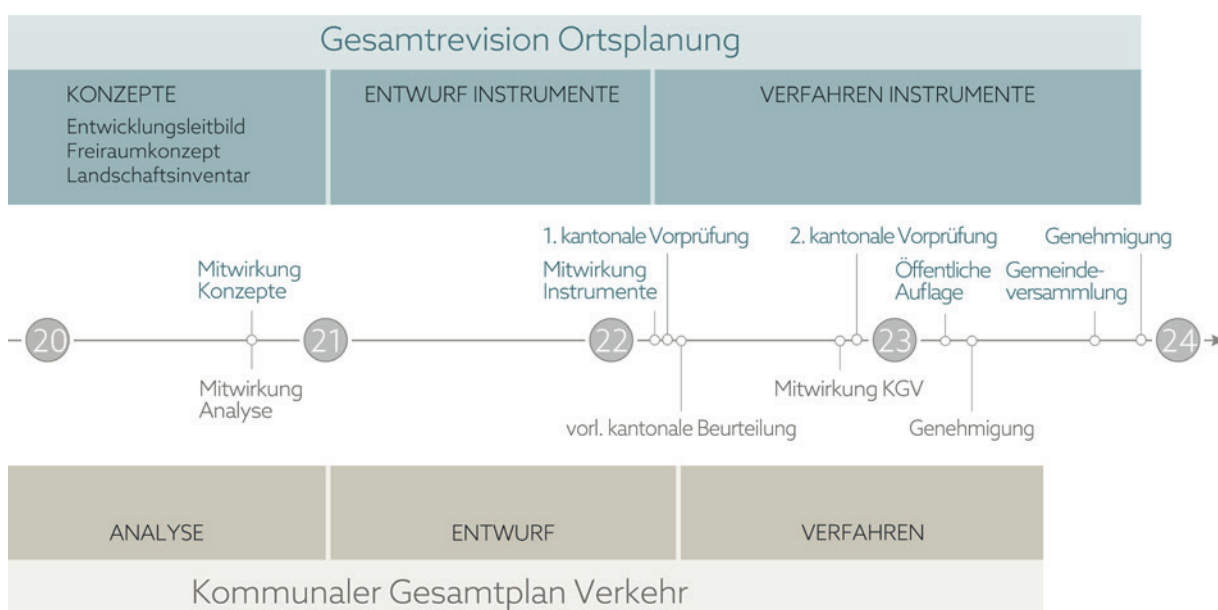 Gesamtrevision Ortsplanung
KONZEPTE
Entwicklungsleitbild
Freiraumkonzept
Landschaftsinventar
ENTWURF INSTRUMENTE
VERFAHREN INSTRUMENTE
Mitwirkung
Konzepte
1. kantonale Vorprüfung
Mitwirkung
Instrumente
2. kantonale Vorprüfung
Öffentliche
Auflage
Genehmigung
Gemeinde-
versammlung
20
21
22
23
24
Mitwirkung
Analyse
vorl. kantonale Beurteilung
Mitwirkung KGV
Genehmigung
ANALYSE
ENTWURF
VERFAHREN
Kommunaler Gesamtplan Verkehr